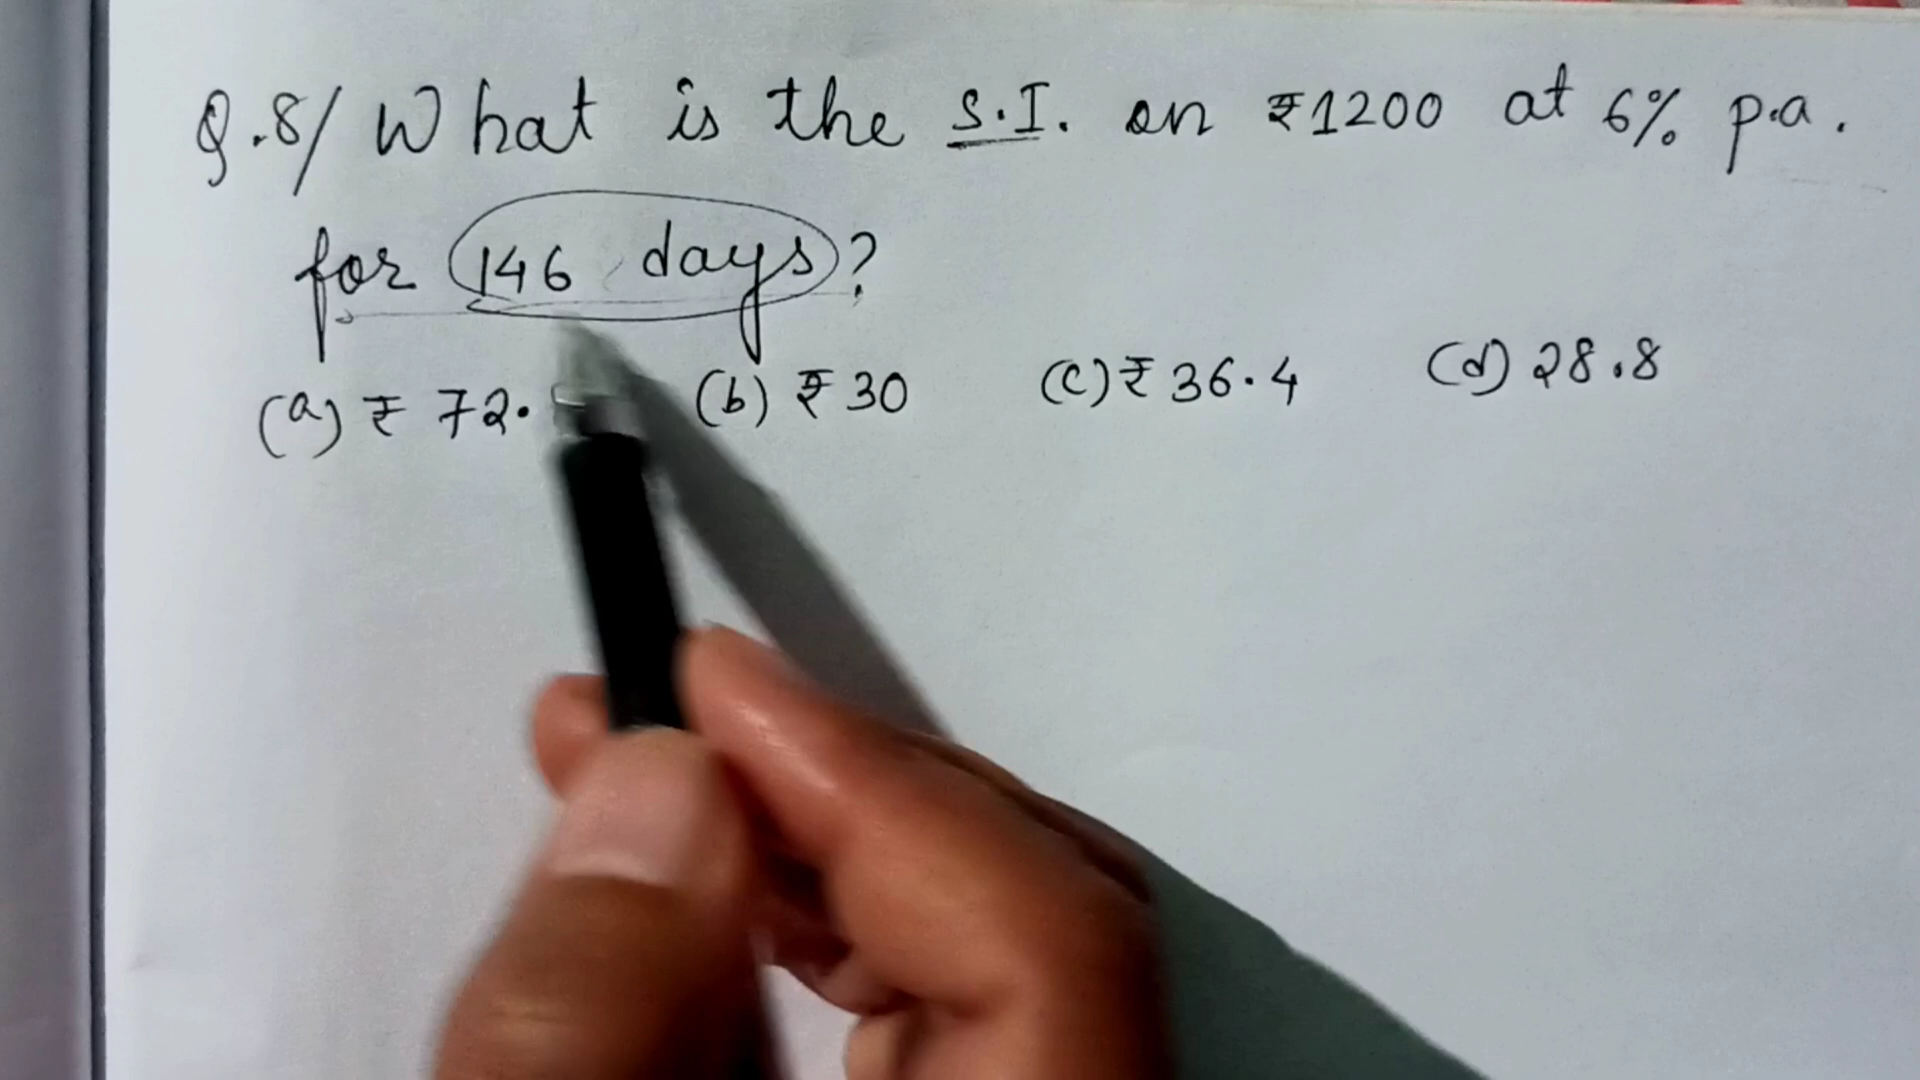 Q.8/ What is the S.I. on ₹1200 at 6% p.a.
for 146 days?
(a) ₹ 72. (b) ₹ 30 (c) ₹ 36.4 (d) 28.8